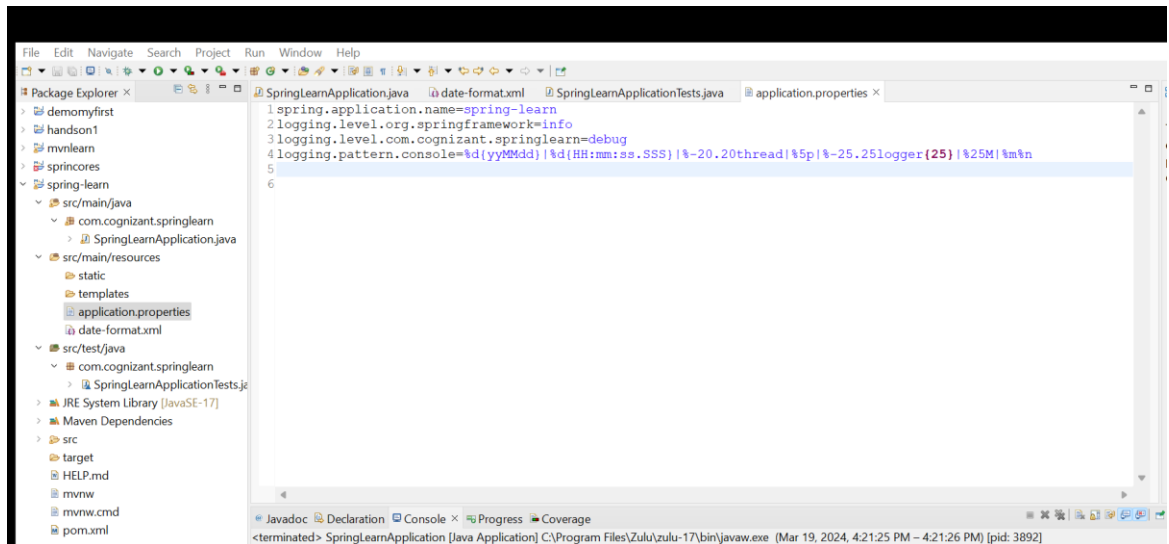 File Edit Navigate Search Project Run Window Help
Package Explorer
SpringLearnApplication.java date-format.xml SpringLearnApplicationTests.java application.properties
demomyfirst
handson1
mvnlearn
sprincores
spring-learn
src/main/java
com.cognizant.springlearn
SpringLearnApplication.java
src/main/resources
static
templates
application.properties
date-format.xml
src/test/java
com.cognizant.springlearn
SpringLearnApplicationTests.ja
JRE System Library [JavaSE-17]
Maven Dependencies
src
target
HELP.md
mvnw
mvnw.cmd
pom.xml
1 spring.application.name=spring-learn
2 logging.level.org.springframework=info
3 logging.level.com.cognizant.springlearn=debug
4 logging.pattern.console=%d{yyMMdd}|%d{HH:mm:ss.SSS}|%-20.20thread|%5p|%-25.25logger{25}|%25M|%m%n
5
6
Javadoc Declaration Console Progress Coverage
<terminated> SpringLearnApplication [Java Application] C:\Program Files\Zulu\zulu-17\bin\javaw.exe (Mar 19, 2024, 4:21:25 PM – 4:21:26 PM) [pid: 3892]